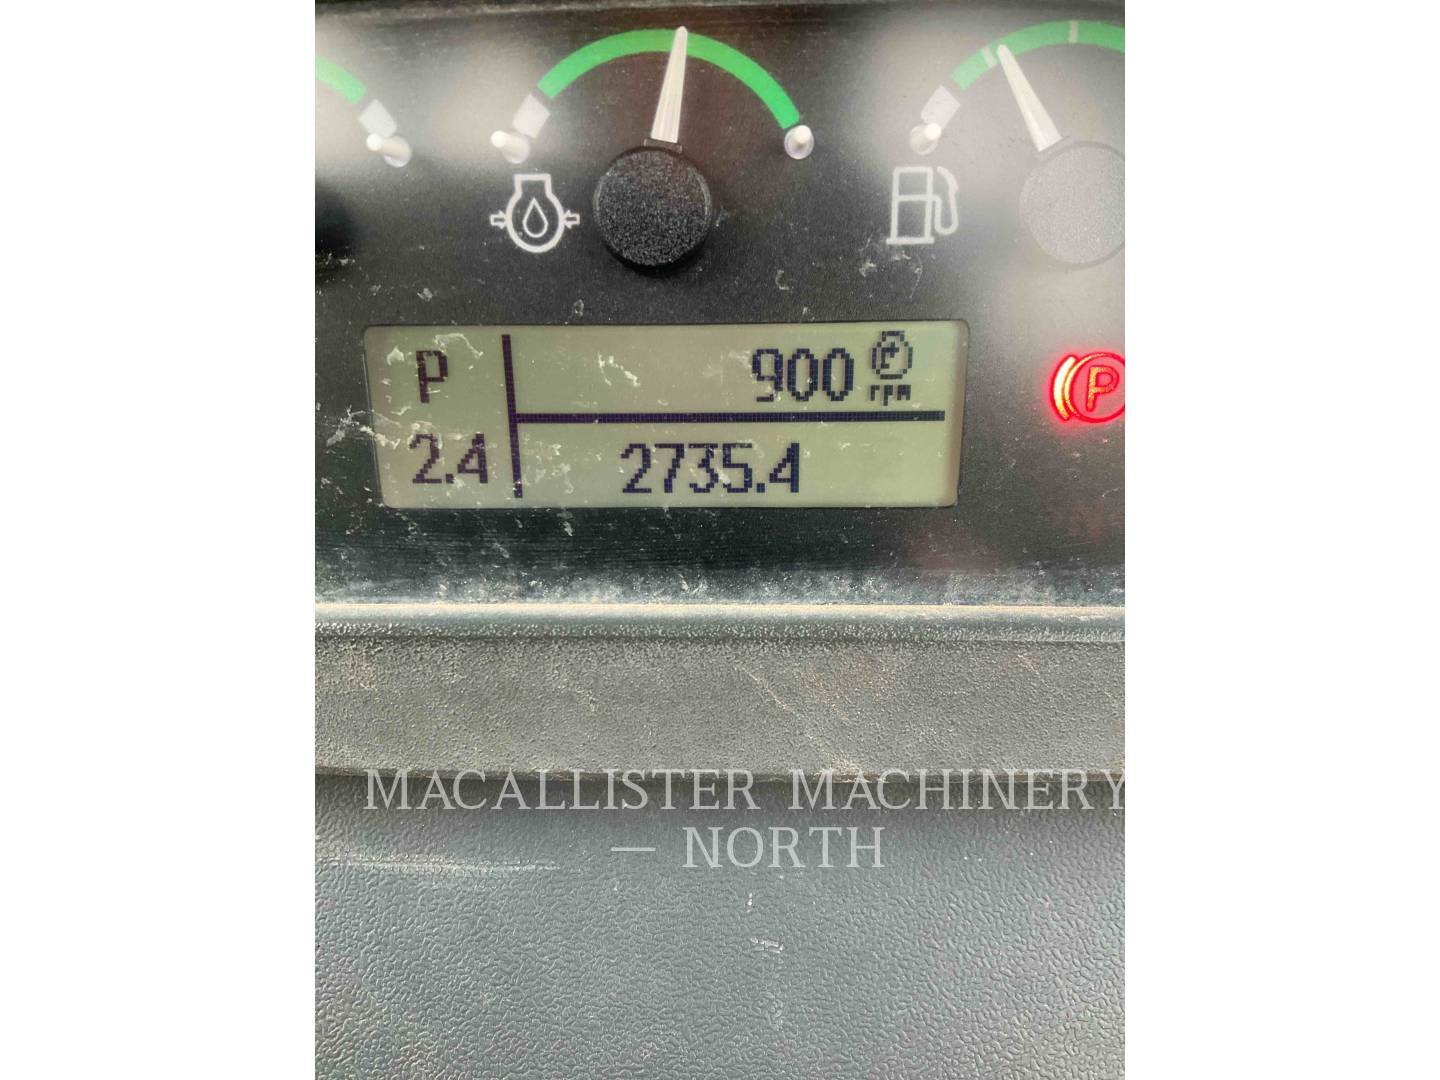 P 900 rpm
2.4 2735.4
P
MACALLISTER MACHINERY
— NORTH